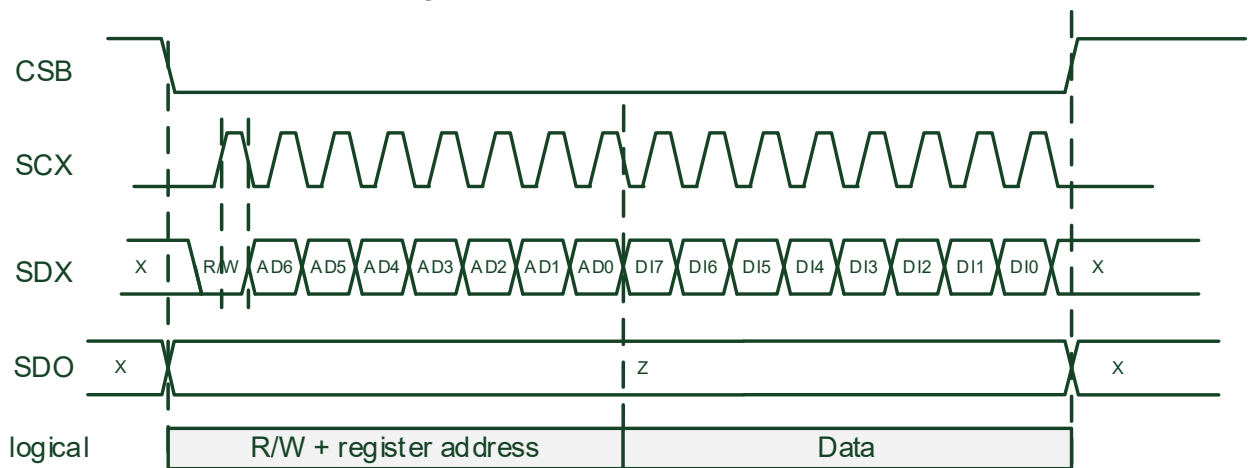 CSB
SCX
SDX X R/W AD6 AD5 AD4 AD3 AD2 AD1 AD0 DI7 DI6 DI5 DI4 DI3 DI2 DI1 DI0 X
SDO X Z X
logical R/W + register address Data